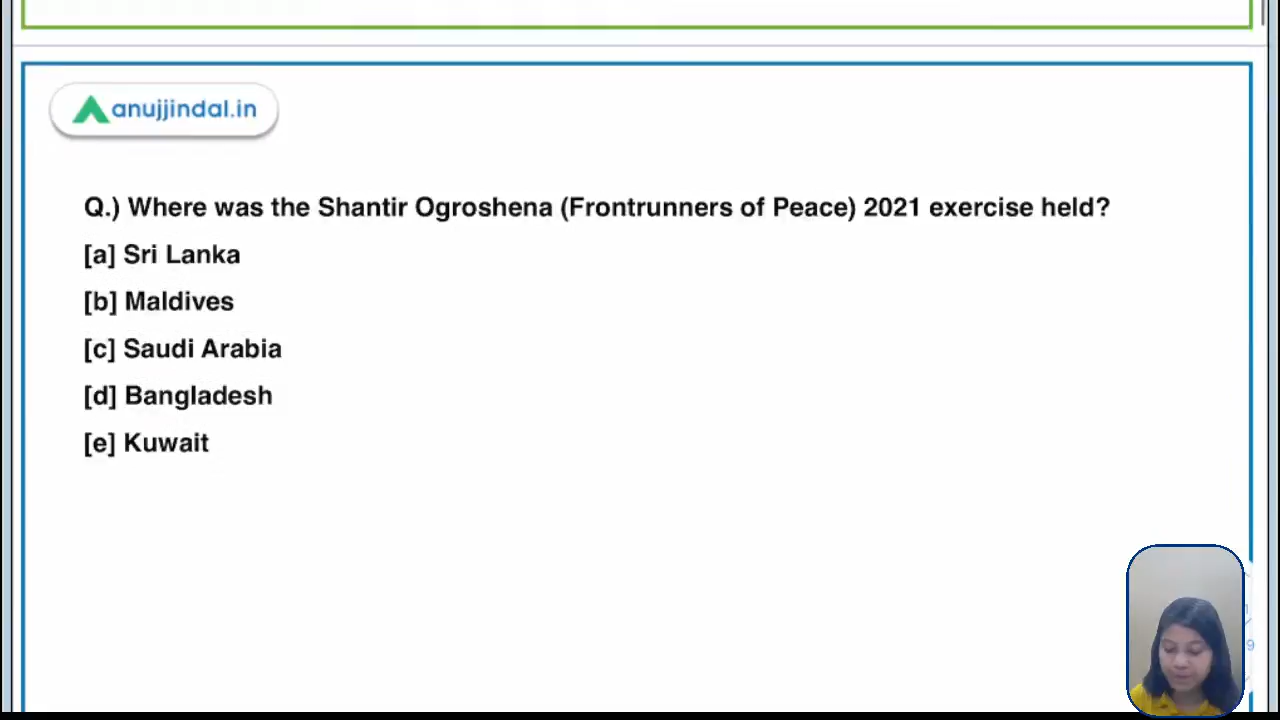 anujjindal.in
Q.) Where was the Shantir Ogroshena (Frontrunners of Peace) 2021 exercise held?
[a] Sri Lanka
[b] Maldives
[c] Saudi Arabia
[d] Bangladesh
[e] Kuwait